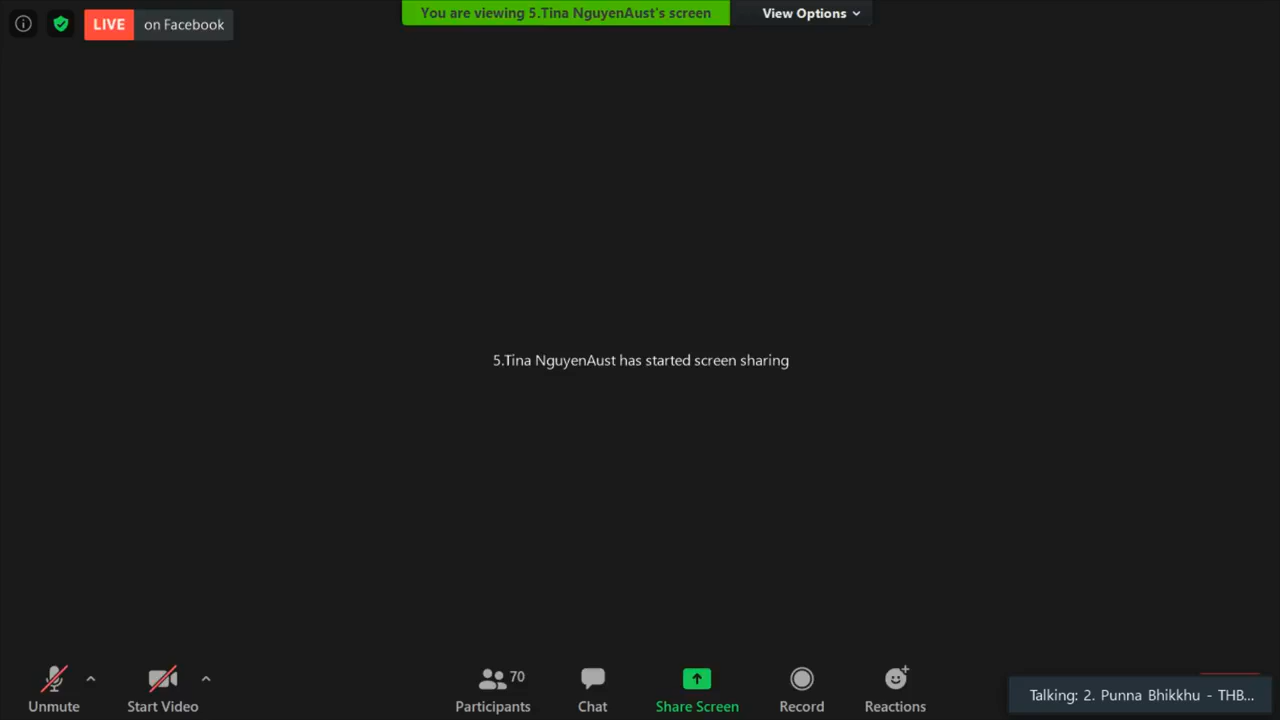 LIVE on Facebook
You are viewing 5.Tina NguyenAust's screen
View Options
5.Tina NguyenAust has started screen sharing
70
Unmute
Start Video
Participants
Chat
Share Screen
Record
Reactions
Talking: 2. Punna Bhikkhu - THB...